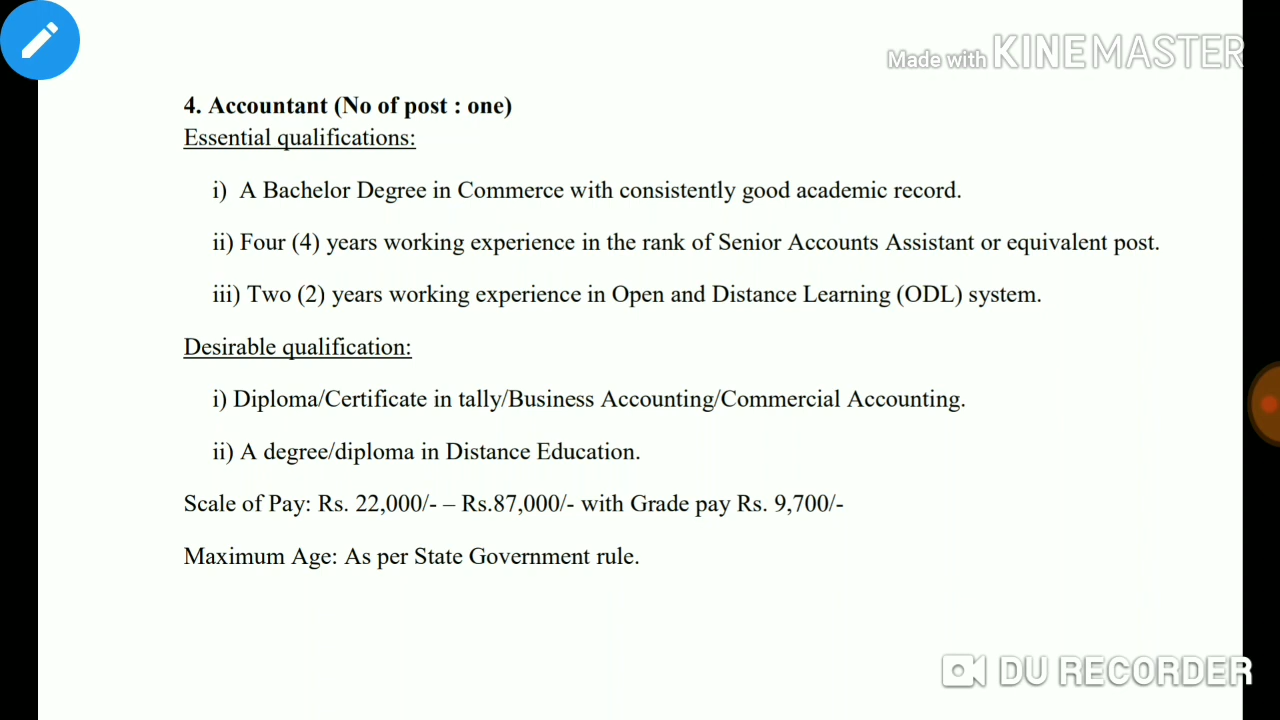 Made with KINEMASTER
4. Accountant (No of post : one)
Essential qualifications:
i) A Bachelor Degree in Commerce with consistently good academic record.
ii) Four (4) years working experience in the rank of Senior Accounts Assistant or equivalent post.
iii) Two (2) years working experience in Open and Distance Learning (ODL) system.
Desirable qualification:
i) Diploma/Certificate in tally/Business Accounting/Commercial Accounting.
ii) A degree/diploma in Distance Education.
Scale of Pay: Rs. 22,000/- – Rs.87,000/- with Grade pay Rs. 9,700/-
Maximum Age: As per State Government rule.
DU RECORDER